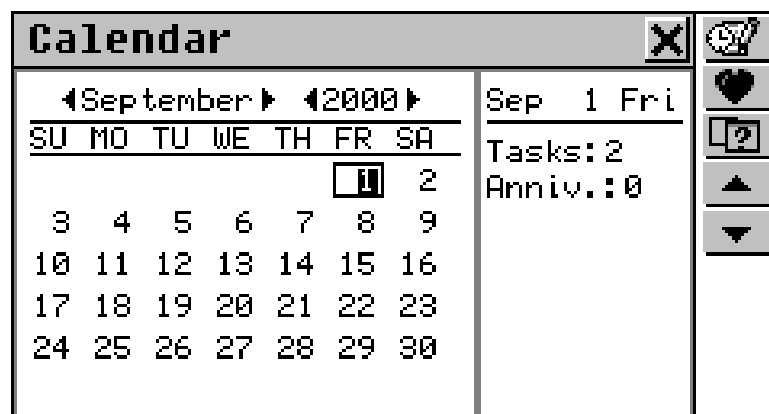 Calendar
September 2000
SU MO TU WE TH FR SA
1 2
3 4 5 6 7 8 9
10 11 12 13 14 15 16
17 18 19 20 21 22 23
24 25 26 27 28 29 30
Sep 1 Fri
Tasks:2
Anniv.:0
?